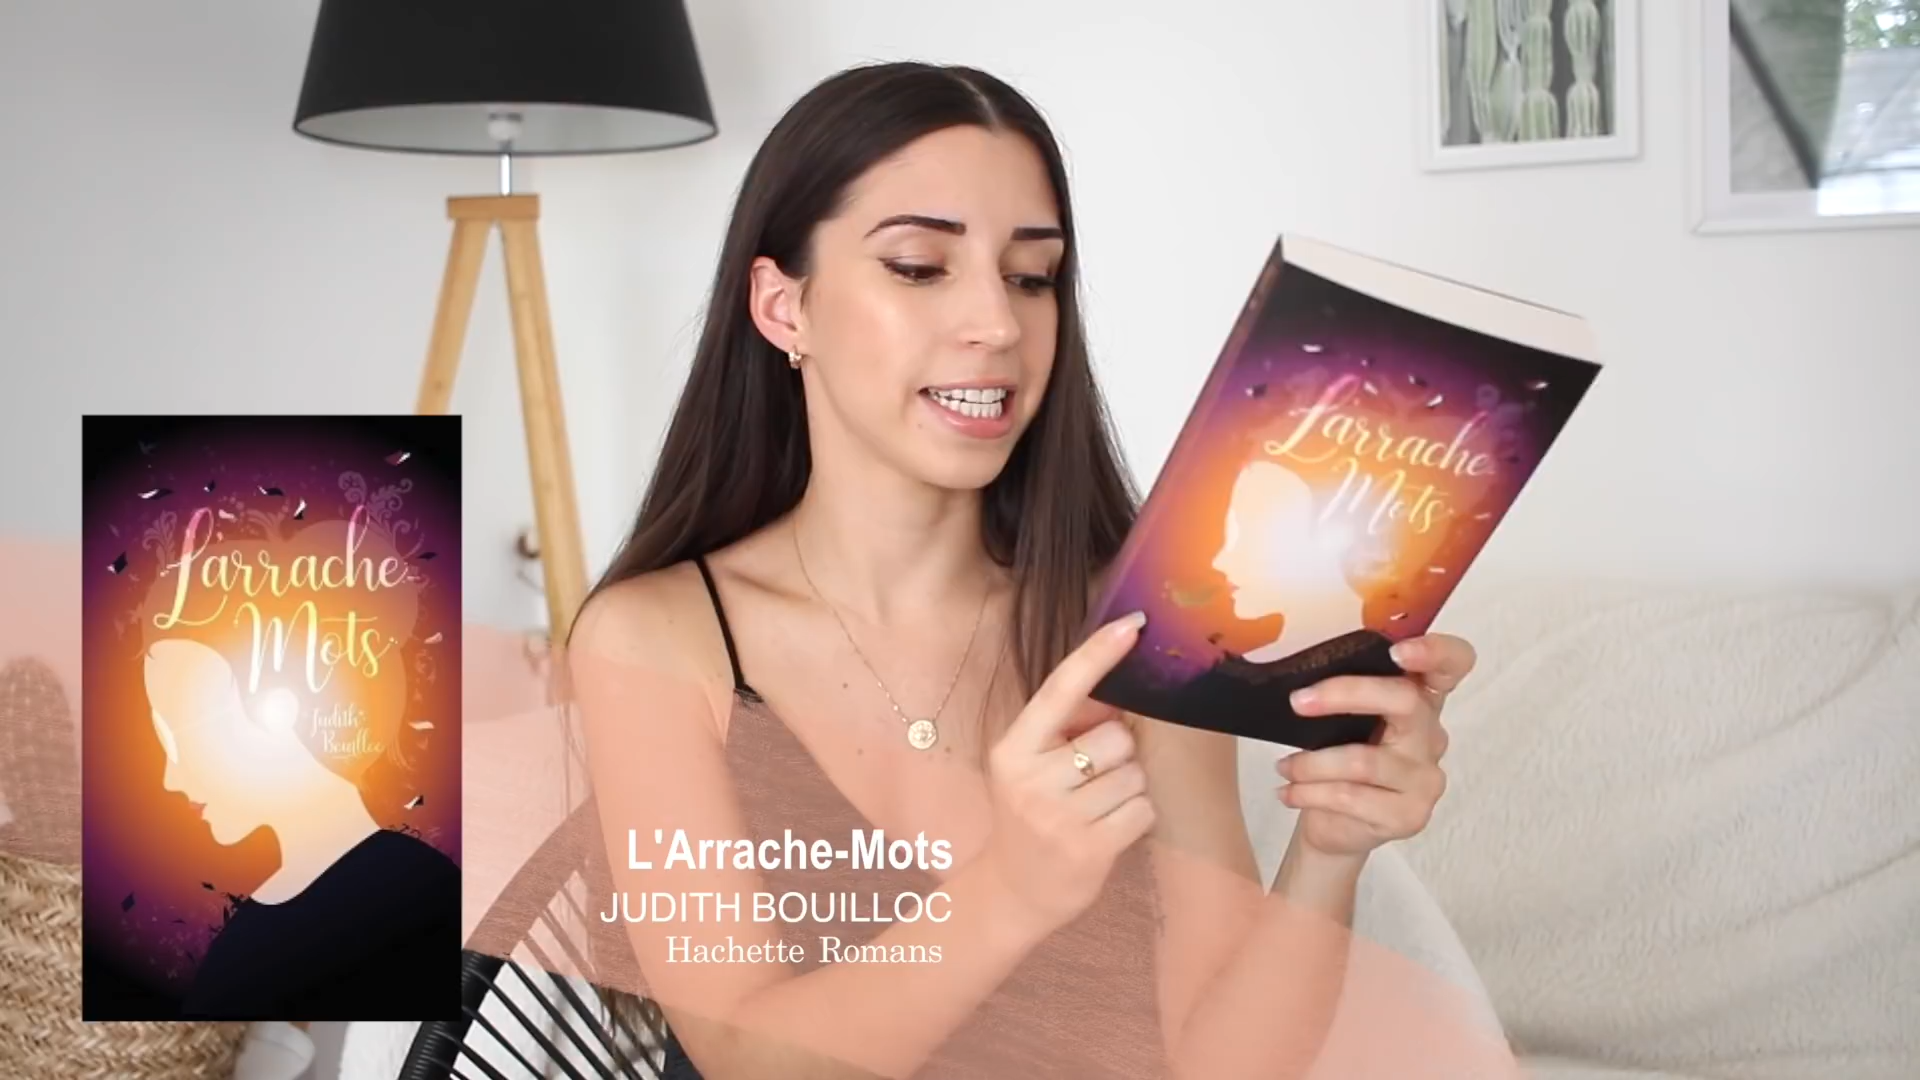 L'arrache
Mots
Judith
Bouilloc
L'arrache
Mots
L'Arrache-Mots
JUDITH BOUILLOC
Hachette Romans